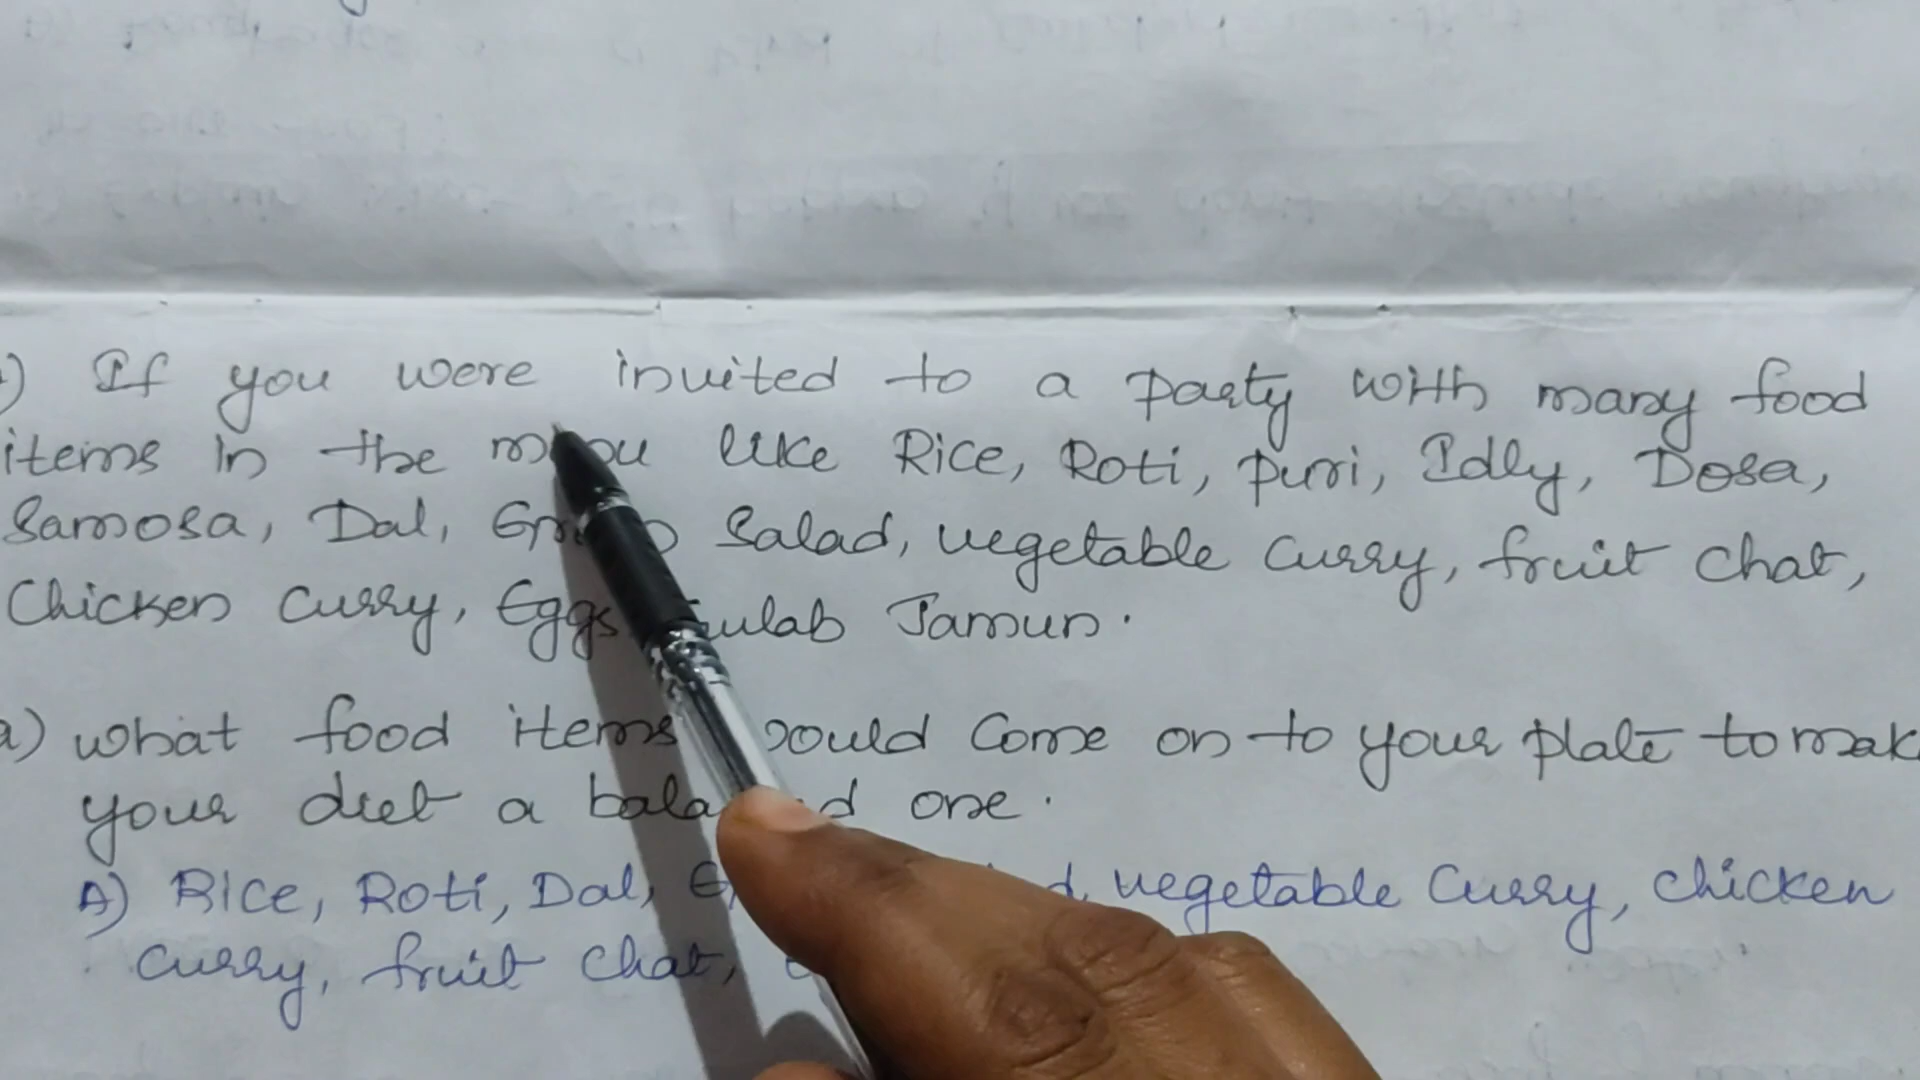 ) If you were invited to a party with many food
items in the like Rice, Roti, Puri, Idly, Dosa,
Samosa, Dal, Salad, vegetable curry, fruit chat,
Chicken curry, Eggs, Jamun.
a) what food items would come on to your plate to mak
your diet a one.
A) Rice, Roti, Dal, vegetable curry, chicken
curry, fruit chat,